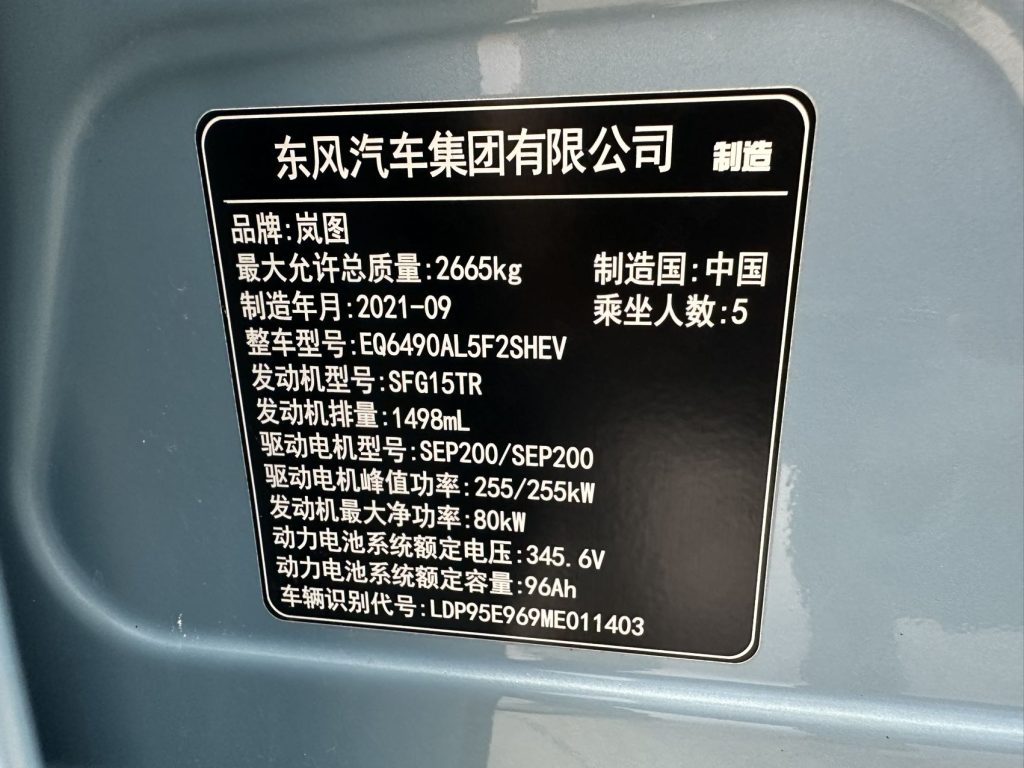 东风汽车集团有限公司 制造
品牌:岚图
最大允许总质量:2665kg 制造国:中国
制造年月:2021-09 乘坐人数:5
整车型号:EQ6490AL5F2SHEV
发动机型号:SFG15TR
发动机排量:1498mL
驱动电机型号:SEP200/SEP200
驱动电机峰值功率:255/255kW
发动机最大净功率:80kW
动力电池系统额定电压:345.6V
动力电池系统额定容量:96Ah
车辆识别代号:LDP95E969ME011403